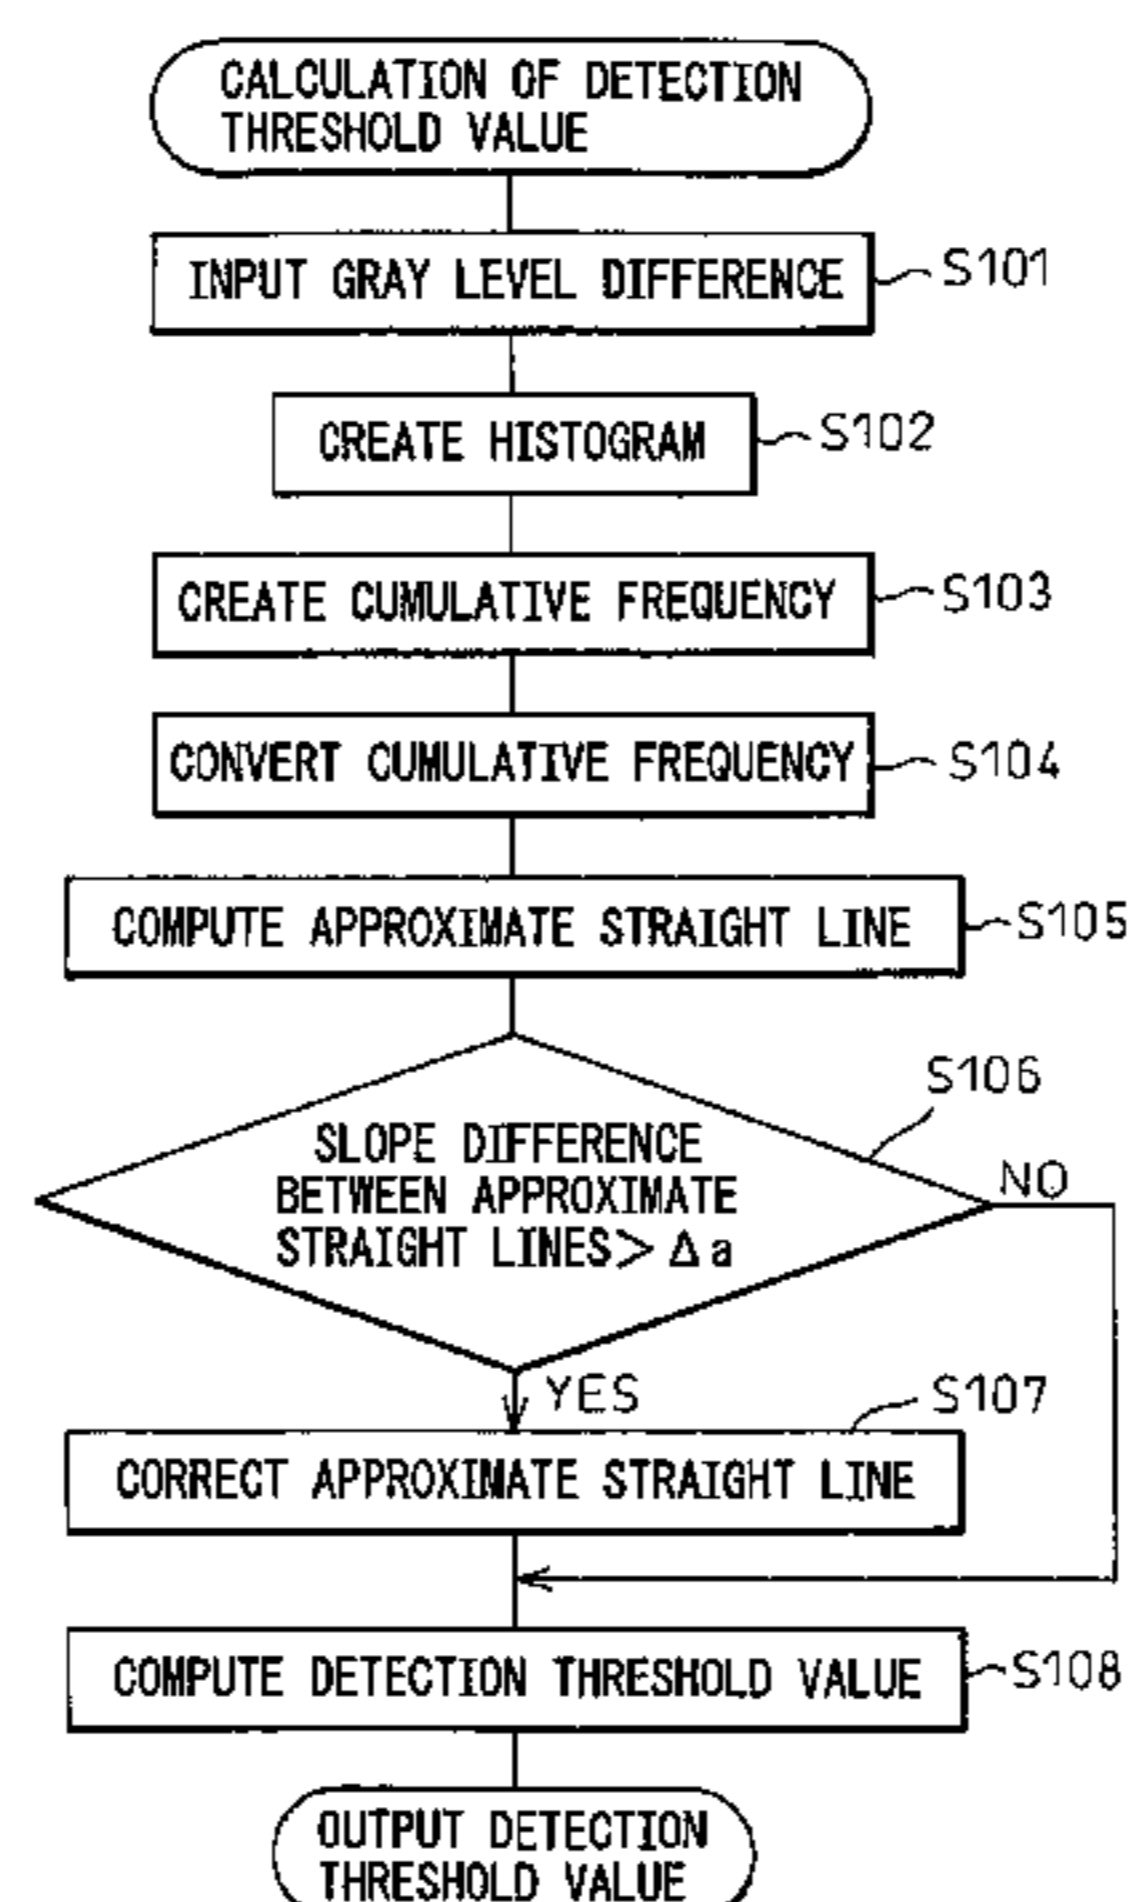 CALCULATION OF DETECTION
THRESHOLD VALUE
INPUT GRAY LEVEL DIFFERENCE
S101
CREATE HISTOGRAM
S102
CREATE CUMULATIVE FREQUENCY
S103
CONVERT CUMULATIVE FREQUENCY
S104
COMPUTE APPROXIMATE STRAIGHT LINE
S105
S106
SLOPE DIFFERENCE
BETWEEN APPROXIMATE
STRAIGHT LINES > Δa
NO
YES
S107
CORRECT APPROXIMATE STRAIGHT LINE
COMPUTE DETECTION THRESHOLD VALUE
S108
OUTPUT DETECTION
THRESHOLD VALUE